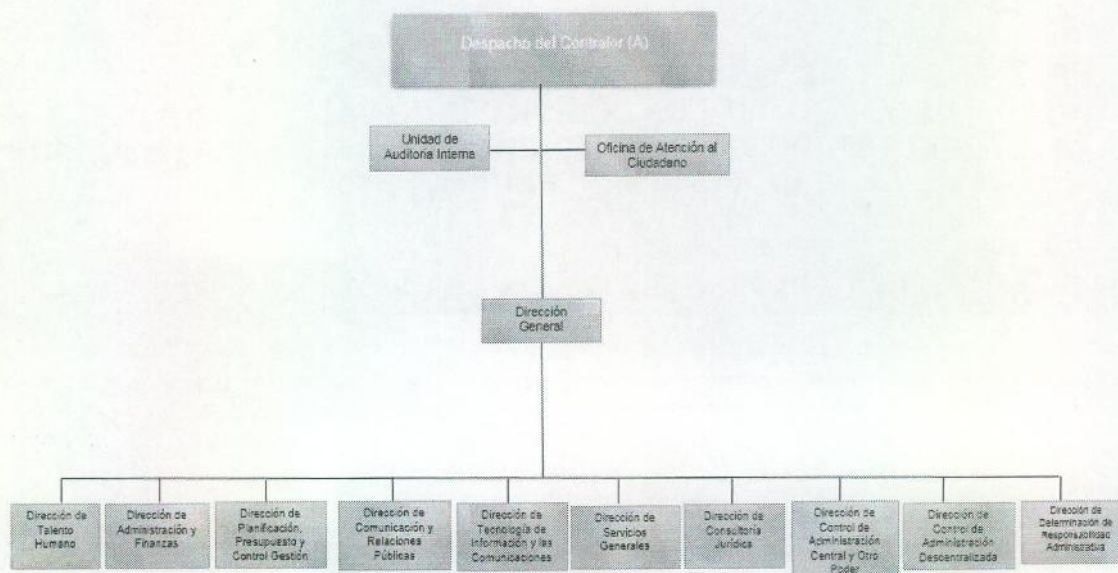 Despacho del Contralor (A)
Unidad de
Auditoria Interna
Oficina de Atención al
Ciudadano
Dirección
General
Dirección de
Talento
Humano
Dirección de
Administración y
Finanzas
Dirección de
Planificación,
Presupuesto y
Control Gestión
Dirección de
Comunicación y
Relaciones
Públicas
Dirección de
Tecnología de
Información y las
Comunicaciones
Dirección de
Servicios
Generales
Dirección de
Consultoría
Jurídica
Dirección de
Control de
Administración
Central y Otro
Poder
Dirección de
Control de
Administración
Descentralizada
Dirección de
Determinación de
Responsabilidad
Administrativa